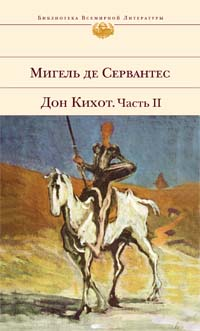 Библиотека Всемирной Литературы
Мигель де Сервантес
Дон Кихот. Часть II